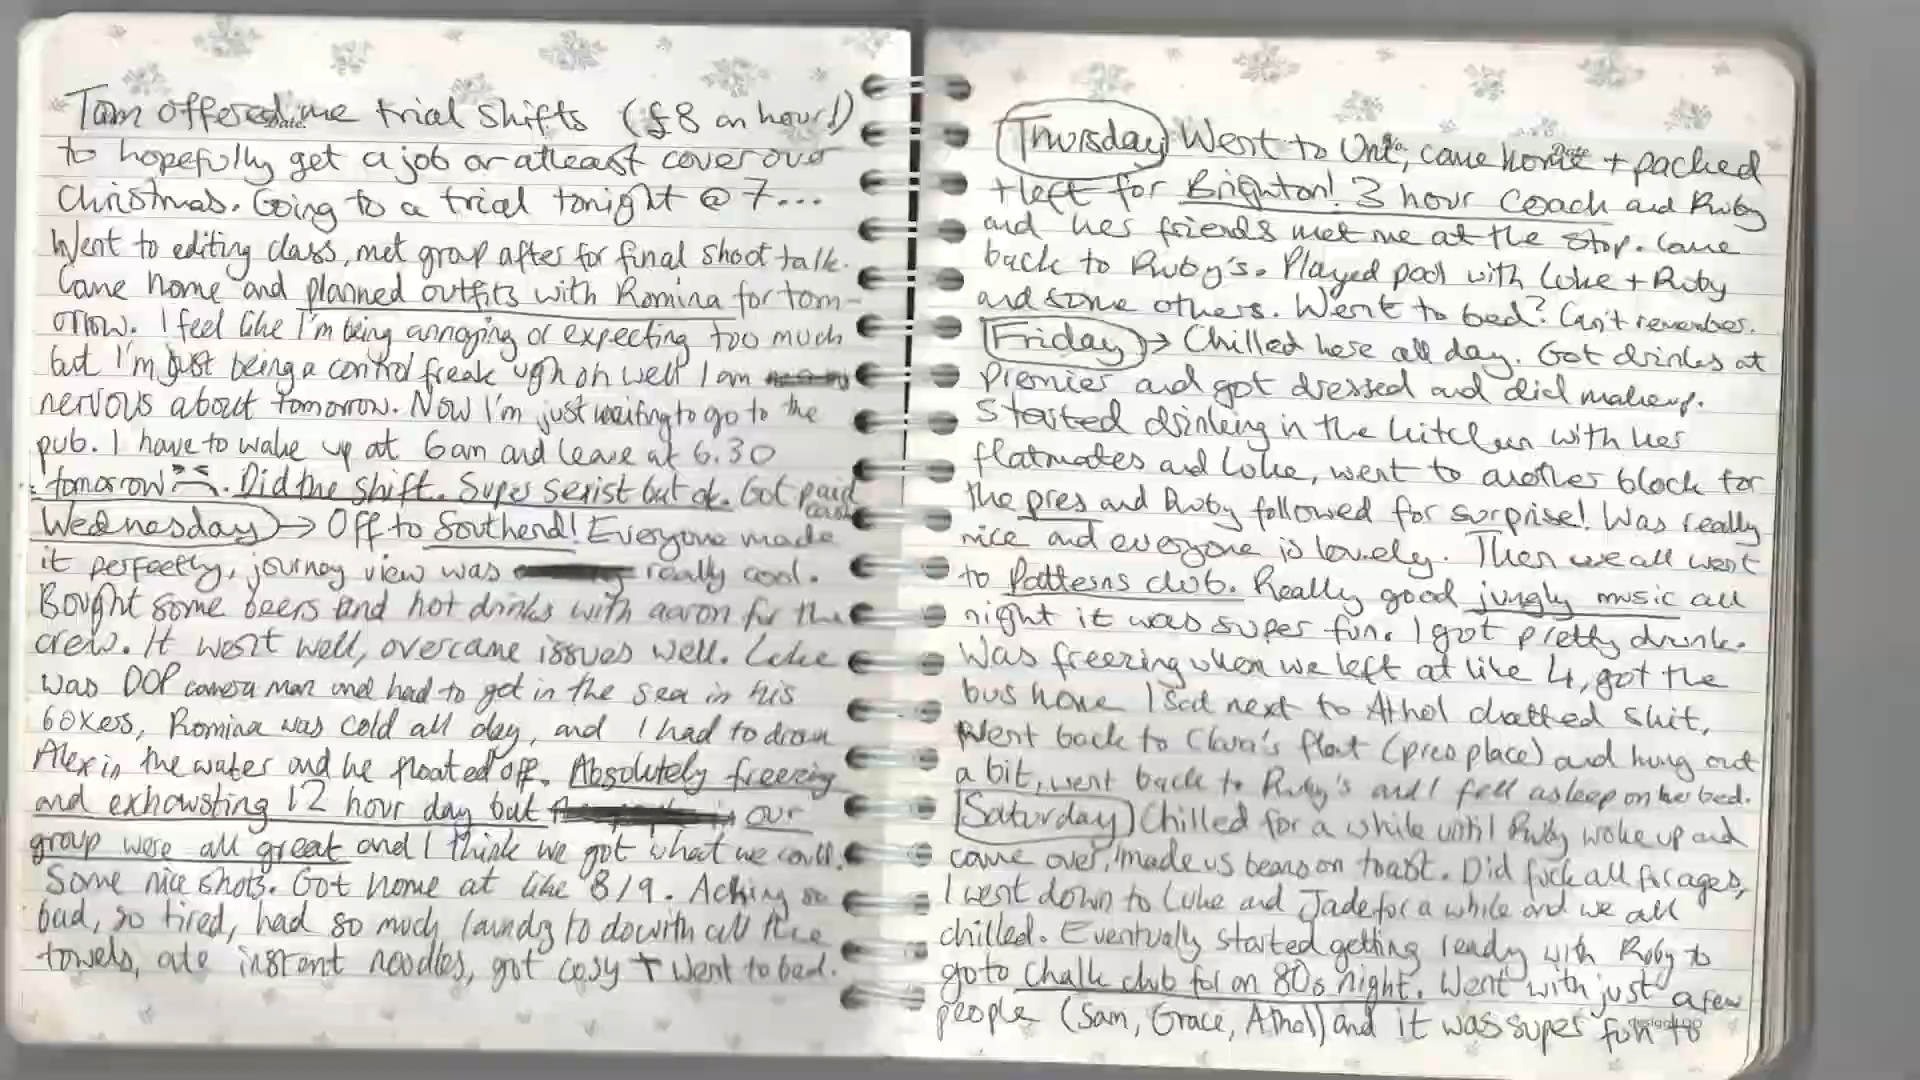 Tom offered me trial shifts (£8 an hour!)
to hopefully get a job or atleast cover over
Christmas. Going to a trial tonight @ 7...
Went to editing class, met group after for final shoot talk.
Came home and planned outfits with Romina for tom-
orrow. I feel like I'm being annoying or expecting too much
but I'm just being a control freak ugh oh well I am
nervous about tomorrow. Now I'm just waiting to go to the
pub. I have to wake up at 6am and leave at 6.30
tomorrow. Did the shift. Super sexist but ok. Got paid
cash
Wednesday → Off to Southend! Everyone made
it perfectly, journey view was really cool.
Bought some beers and hot drinks with aaron for the
crew. It went well, overcame issues well. Luke
was DOP camera man and had to get in the sea in his
boxers, Romina was cold all day, and I had to drown
Alex in the water and he floated off. Absolutely freezing
and exhausting 12 hour day but our
group were all great and I think we got what we could.
Some nice shots. Got home at like 8/9. Aching so
bad, so tired, had so much laundry to do with all the
towels, ate instant noodles, got cosy + went to bed.
Thursday Went to Uni, came home + packed
+ left for Brighton! 3 hour coach and Ruby
and her friends met me at the stop. Came
back to Ruby's. Played pool with Luke + Ruby
and some others. Went to bed? Can't remember.
Friday → Chilled here all day. Got drinks at
Premier and got dressed and did makeup.
Started drinking in the kitchen with her
flatmates and Luke, went to another block for
the pres and Ruby followed for surprise! Was really
nice and everyone is lovely. Then we all went
to Patterns club. Really good jungly music all
night it was super fun. I got pretty drunk.
Was freezing when we left at like 4, got the
bus home I sat next to Athol chatted shit,
Went back to Clara's flat (pres place) and hung out
a bit, went back to Ruby's and I fell asleep on her bed.
Saturday Chilled for a while until Ruby woke up and
came over, I made us beans on toast. Did fuck all for ages,
I went down to Luke and Jade for a while and we all
chilled. Eventually started getting ready with Ruby to
go to Chalk club for an 80s night. Went with just a few
people (Sam, Grace, Athol) and it was super fun to